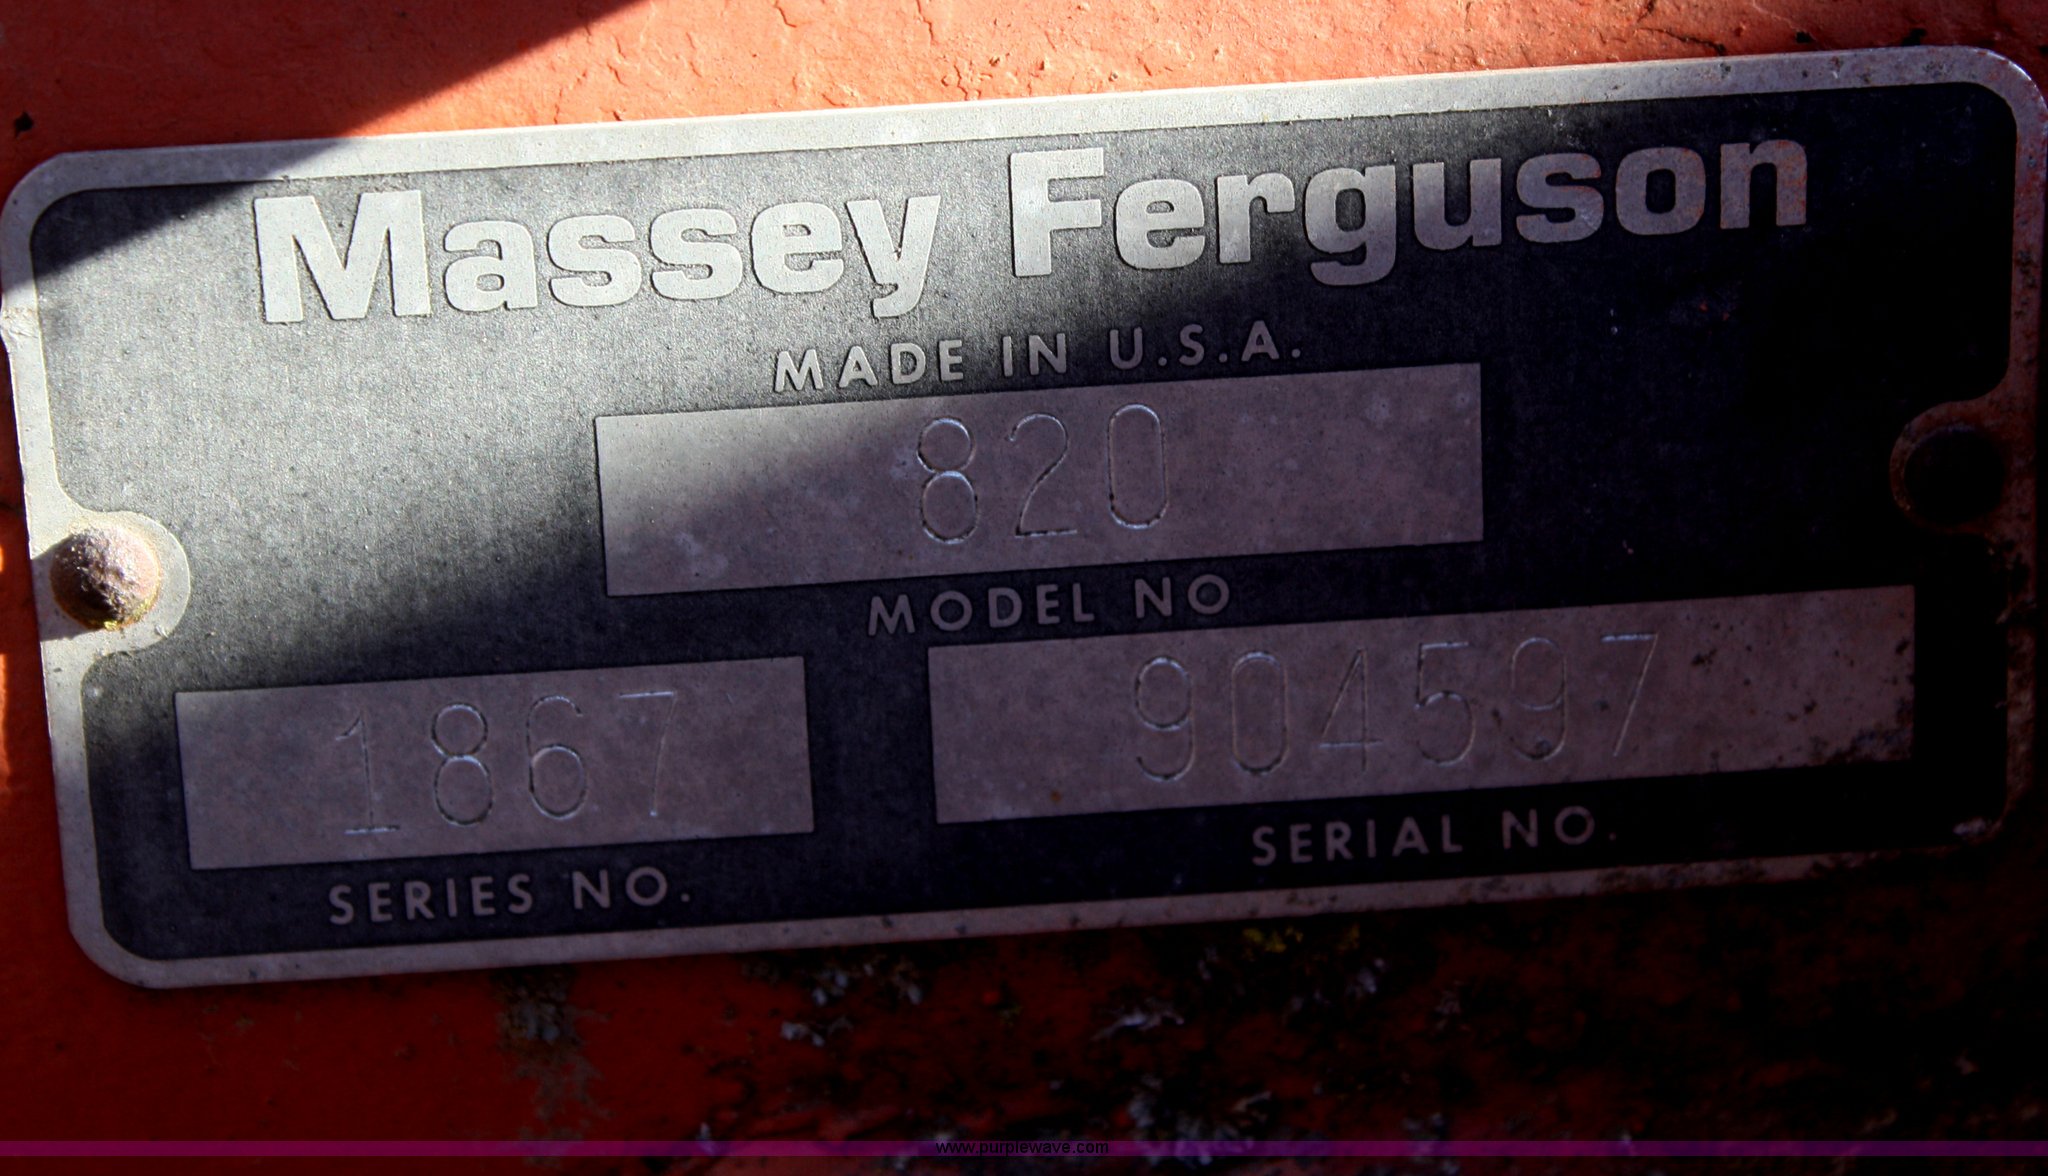 Massey Ferguson
MADE IN U.S.A.
820
MODEL NO
1867
904597
SERIES NO.
SERIAL NO.
www.purplewave.com